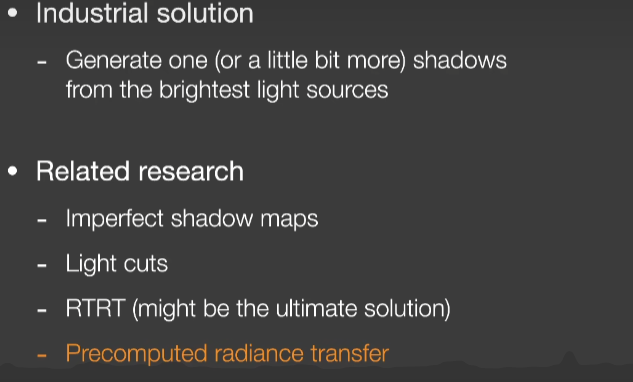 • Industrial solution
- Generate one (or a little bit more) shadows
from the brightest light sources
• Related research
- Imperfect shadow maps
- Light cuts
- RTRT (might be the ultimate solution)
- Precomputed radiance transfer